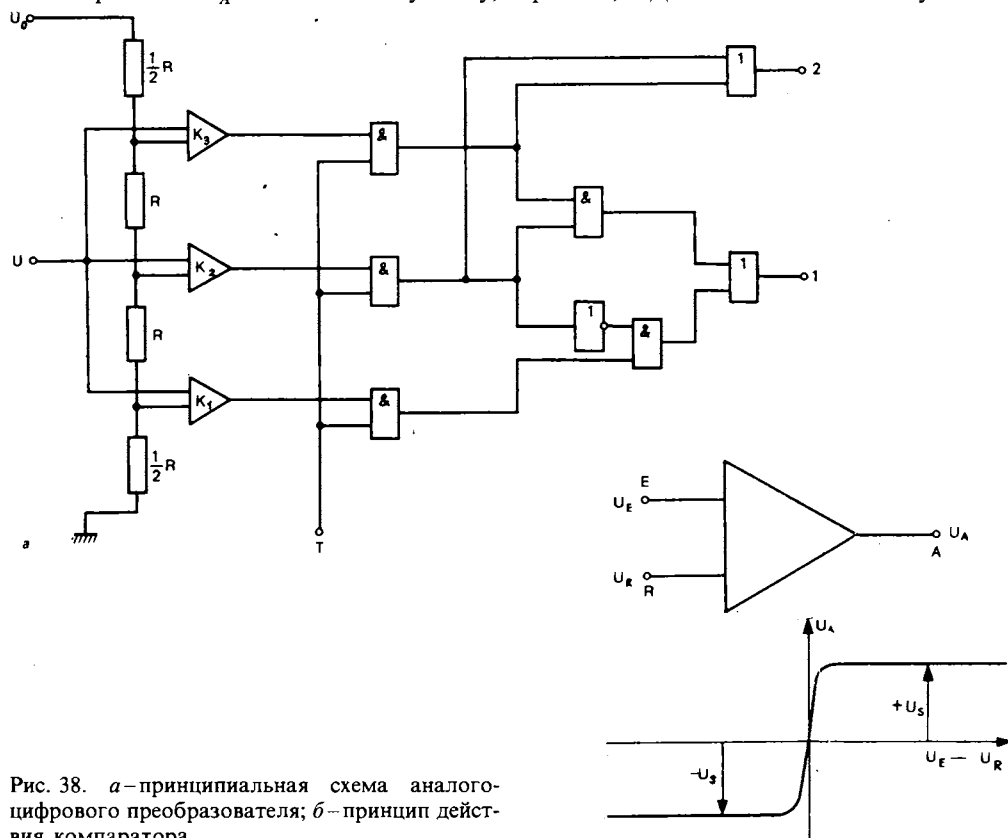 U₀
½R
K₃
&
1
2
R
&
U
K₂
&
1
1
R
1
&
K₁
&
½R
а
T
E
U_E
U_A
A
U_R
R
U_A
+U_S
−U_S
U_E − U_R
Рис. 38. а–принципиальная схема аналого-
цифрового преобразователя; б–принцип дейст-
вия компаратора